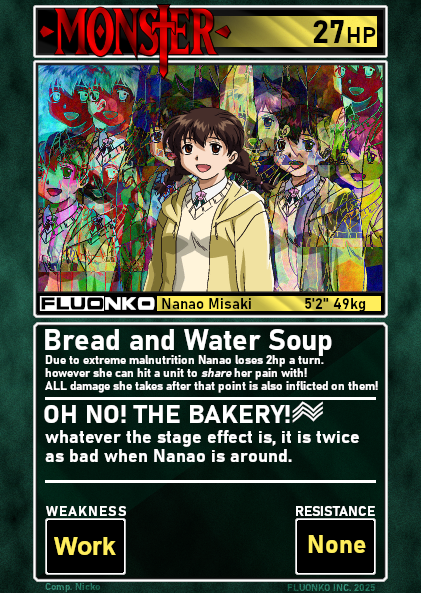 MONSTER
27HP
FLUONKO Nanao Misaki 5'2" 49kg
Bread and Water Soup
Due to extreme malnutrition Nanao loses 2hp a turn.
however she can hit a unit to share her pain with!
ALL damage she takes after that point is also inflicted on them!
OH NO! THE BAKERY!
whatever the stage effect is, it is twice
as bad when Nanao is around.
WEAKNESS RESISTANCE
Work None
Comp. Nicko FLUONKO INC. 2025